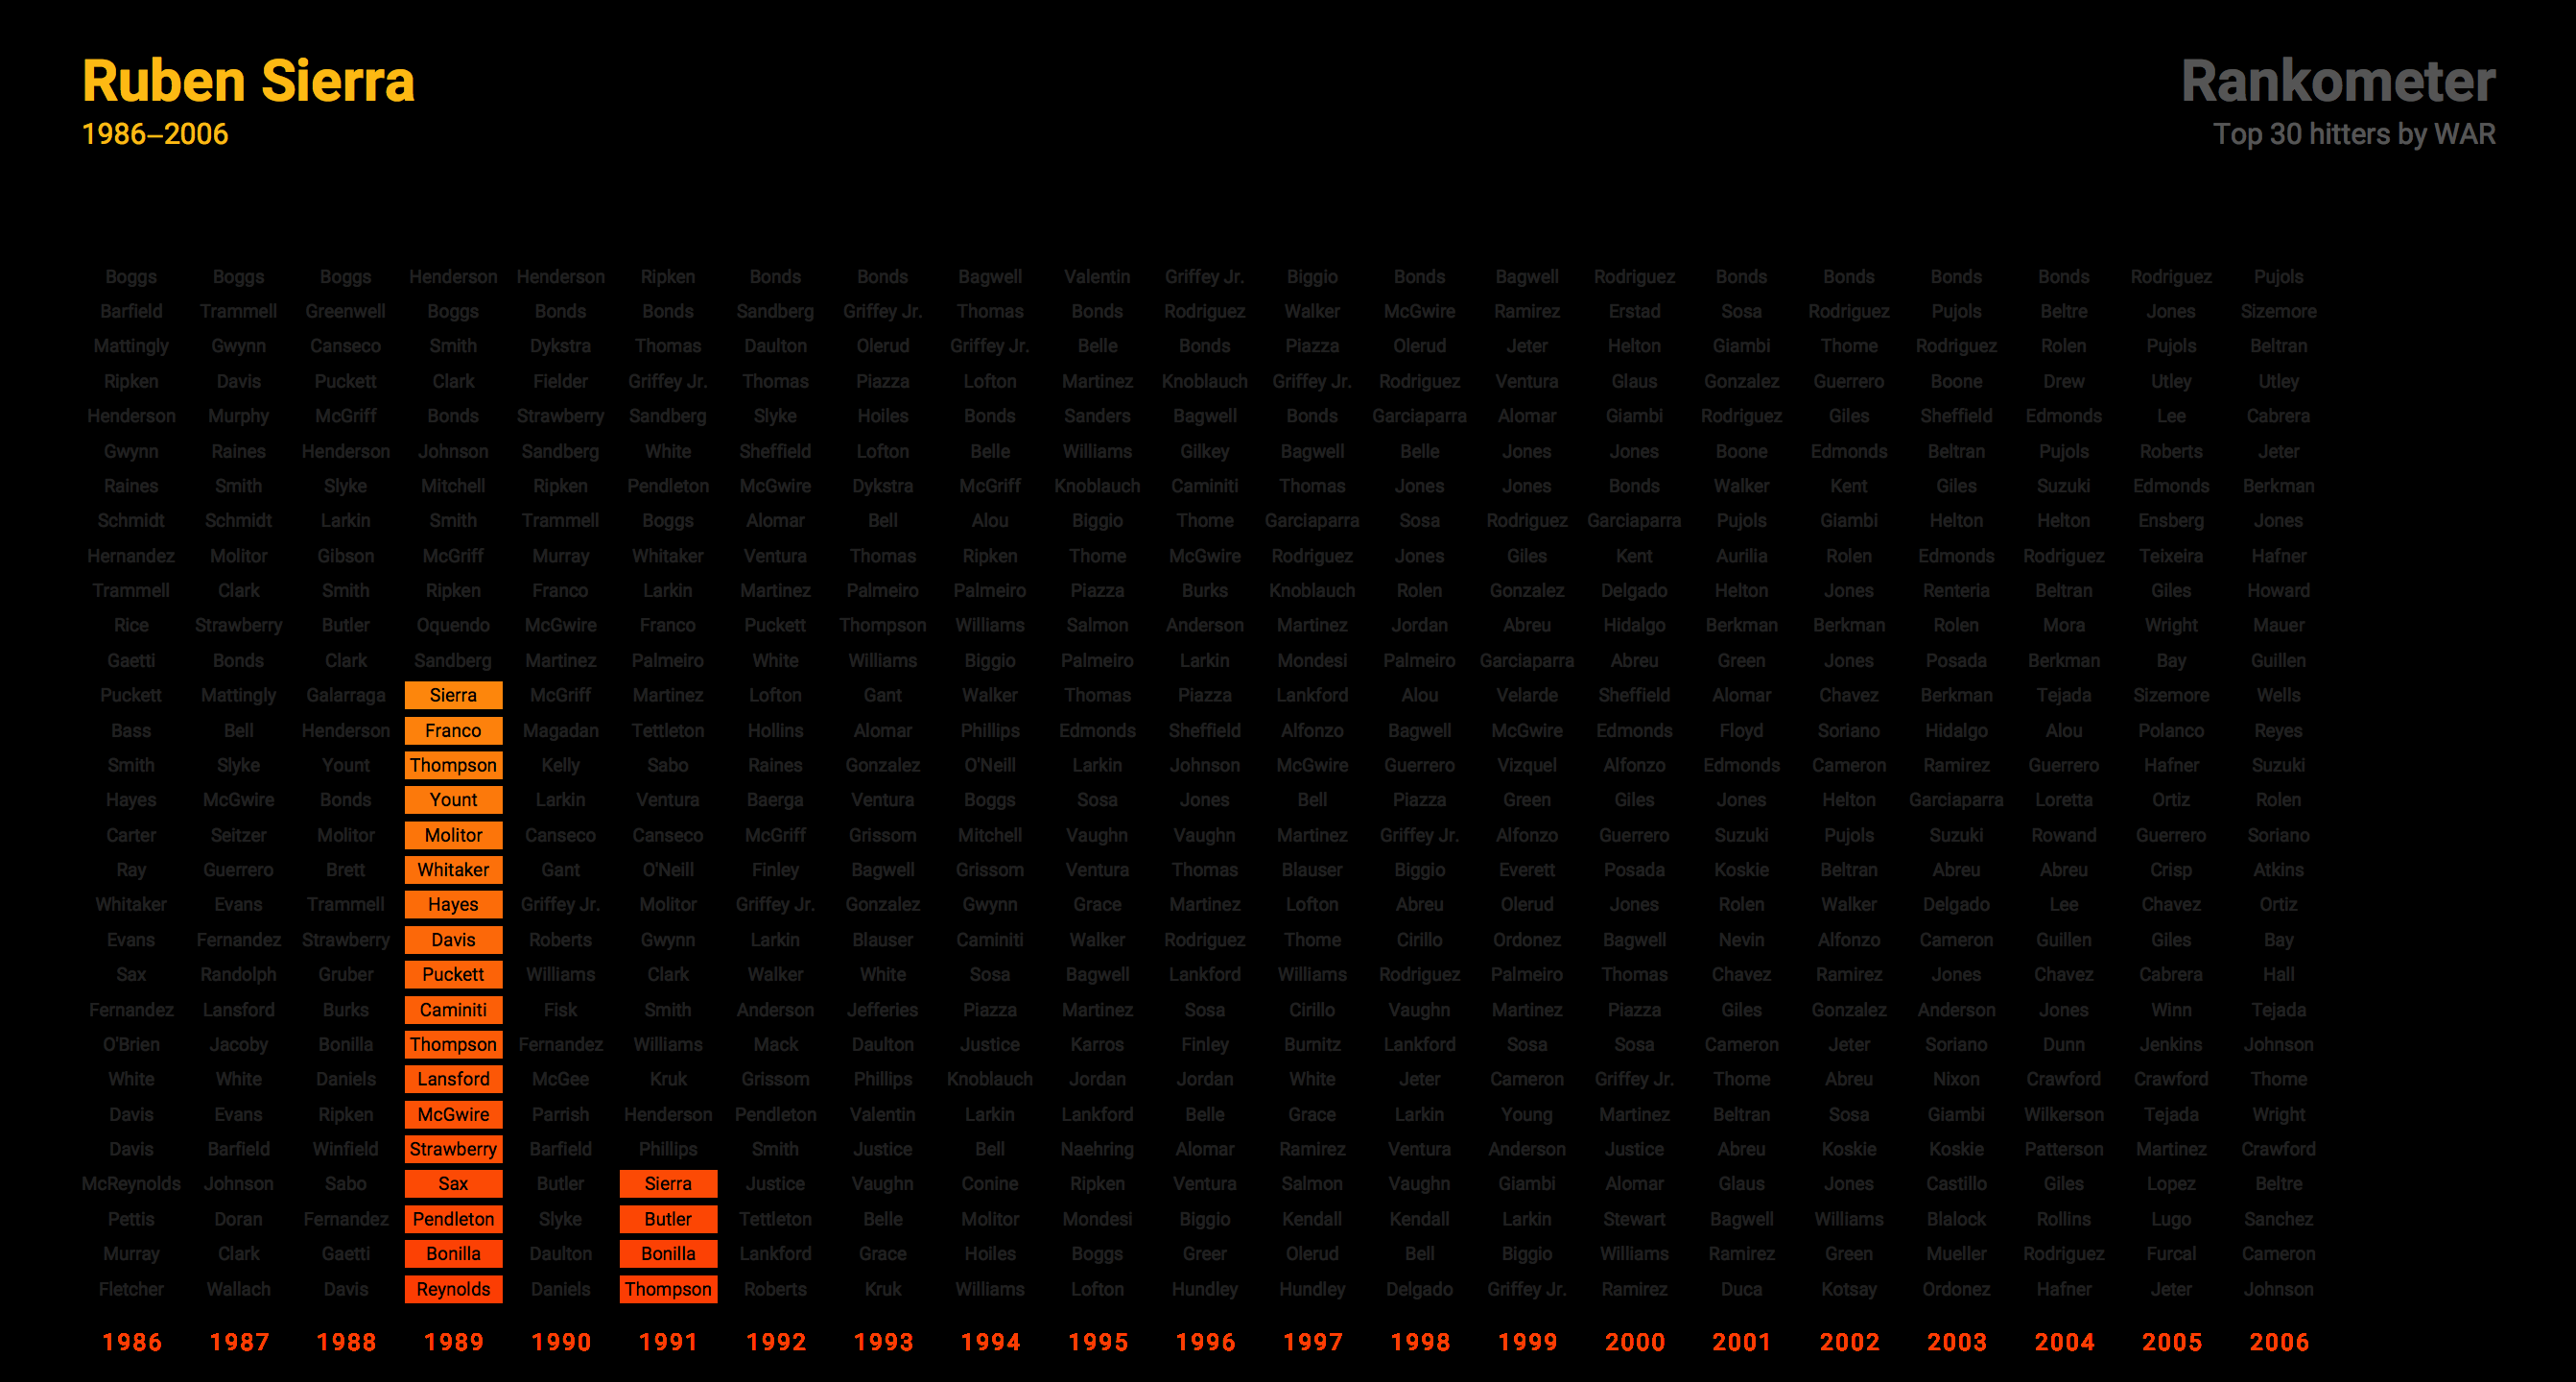 Ruben Sierra
1986–2006
Rankometer
Top 30 hitters by WAR
Boggs Boggs Boggs Henderson Henderson Ripken Bonds Bonds Bagwell Valentin Griffey Jr. Biggio Bonds Bagwell Rodriguez Bonds Bonds Bonds Bonds Rodriguez Pujols
Barfield Trammell Greenwell Boggs Bonds Bonds Sandberg Griffey Jr. Thomas Bonds Rodriguez Walker McGwire Ramirez Erstad Sosa Rodriguez Pujols Beltre Jones Sizemore
Mattingly Gwynn Canseco Smith Dykstra Thomas Daulton Olerud Griffey Jr. Belle Bonds Piazza Olerud Jeter Helton Giambi Thome Rodriguez Rolen Pujols Beltran
Ripken Davis Puckett Clark Fielder Griffey Jr. Thomas Piazza Lofton Martinez Knoblauch Griffey Jr. Rodriguez Ventura Glaus Gonzalez Guerrero Boone Drew Utley Utley
Henderson Murphy McGriff Bonds Strawberry Sandberg Slyke Hoiles Bonds Sanders Bagwell Bonds Garciaparra Alomar Giambi Rodriguez Giles Sheffield Edmonds Lee Cabrera
Gwynn Raines Henderson Johnson Sandberg White Sheffield Lofton Belle Williams Gilkey Bagwell Belle Jones Jones Boone Edmonds Beltran Pujols Roberts Jeter
Raines Smith Slyke Mitchell Ripken Pendleton McGwire Dykstra McGriff Knoblauch Caminiti Thomas Jones Jones Bonds Walker Kent Giles Suzuki Edmonds Berkman
Schmidt Schmidt Larkin Smith Trammell Boggs Alomar Bell Alou Biggio Thome Garciaparra Sosa Rodriguez Garciaparra Pujols Giambi Helton Helton Ensberg Jones
Hernandez Molitor Gibson McGriff Murray Whitaker Ventura Thomas Ripken Thome McGwire Rodriguez Jones Giles Kent Aurilia Rolen Edmonds Rodriguez Teixeira Hafner
Trammell Clark Smith Ripken Franco Larkin Martinez Palmeiro Palmeiro Piazza Burks Knoblauch Rolen Gonzalez Delgado Helton Jones Renteria Beltran Giles Howard
Rice Strawberry Butler Oquendo McGwire Franco Puckett Thompson Williams Salmon Anderson Martinez Jordan Abreu Hidalgo Berkman Berkman Rolen Mora Wright Mauer
Gaetti Bonds Clark Sandberg Martinez Palmeiro White Williams Biggio Palmeiro Larkin Mondesi Palmeiro Garciaparra Abreu Green Jones Posada Berkman Bay Guillen
Puckett Mattingly Galarraga Sierra McGriff Martinez Lofton Gant Walker Thomas Piazza Lankford Alou Velarde Sheffield Alomar Chavez Berkman Tejada Sizemore Wells
Bass Bell Henderson Franco Magadan Tettleton Hollins Alomar Phillips Edmonds Sheffield Alfonzo Bagwell McGwire Edmonds Floyd Soriano Hidalgo Alou Polanco Reyes
Smith Slyke Yount Thompson Kelly Sabo Raines Gonzalez O'Neill Larkin Johnson McGwire Guerrero Vizquel Alfonzo Edmonds Cameron Ramirez Guerrero Hafner Suzuki
Hayes McGwire Bonds Yount Larkin Ventura Baerga Ventura Boggs Sosa Jones Bell Piazza Green Giles Jones Helton Garciaparra Loretta Ortiz Rolen
Carter Seitzer Molitor Molitor Canseco Canseco McGriff Grissom Mitchell Vaughn Vaughn Martinez Griffey Jr. Alfonzo Guerrero Suzuki Pujols Suzuki Rowand Guerrero Soriano
Ray Guerrero Brett Whitaker Gant O'Neill Finley Bagwell Grissom Ventura Thomas Blauser Biggio Everett Posada Koskie Beltran Abreu Abreu Crisp Atkins
Whitaker Evans Trammell Hayes Griffey Jr. Molitor Griffey Jr. Gonzalez Gwynn Grace Martinez Lofton Abreu Olerud Jones Rolen Walker Delgado Lee Chavez Ortiz
Evans Fernandez Strawberry Davis Roberts Gwynn Larkin Blauser Caminiti Walker Rodriguez Thome Cirillo Ordonez Bagwell Nevin Alfonzo Cameron Guillen Giles Bay
Sax Randolph Gruber Puckett Williams Clark Walker White Sosa Bagwell Lankford Williams Rodriguez Palmeiro Thomas Chavez Ramirez Jones Chavez Cabrera Hall
Fernandez Lansford Burks Caminiti Fisk Smith Anderson Jefferies Piazza Martinez Sosa Cirillo Vaughn Martinez Piazza Giles Gonzalez Anderson Jones Winn Tejada
O'Brien Jacoby Bonilla Thompson Fernandez Williams Mack Daulton Justice Karros Finley Burnitz Lankford Sosa Sosa Cameron Jeter Soriano Dunn Jenkins Johnson
White White Daniels Lansford McGee Kruk Grissom Phillips Knoblauch Jordan Jordan White Jeter Cameron Griffey Jr. Thome Abreu Nixon Crawford Crawford Thome
Davis Evans Ripken McGwire Parrish Henderson Pendleton Valentin Larkin Lankford Belle Grace Larkin Young Martinez Beltran Sosa Giambi Wilkerson Tejada Wright
Davis Barfield Winfield Strawberry Barfield Phillips Smith Justice Bell Naehring Alomar Ramirez Ventura Anderson Justice Abreu Koskie Koskie Patterson Martinez Crawford
McReynolds Johnson Sabo Sax Butler Sierra Justice Vaughn Conine Ripken Ventura Salmon Vaughn Giambi Alomar Glaus Jones Castillo Giles Lopez Beltre
Pettis Doran Fernandez Pendleton Slyke Butler Tettleton Belle Molitor Mondesi Biggio Kendall Kendall Larkin Stewart Bagwell Williams Blalock Rollins Lugo Sanchez
Murray Clark Gaetti Bonilla Daulton Bonilla Lankford Grace Hoiles Boggs Greer Olerud Bell Biggio Williams Ramirez Green Mueller Rodriguez Furcal Cameron
Fletcher Wallach Davis Reynolds Daniels Thompson Roberts Kruk Williams Lofton Hundley Hundley Delgado Griffey Jr. Ramirez Duca Kotsay Ordonez Hafner Jeter Johnson
1986 1987 1988 1989 1990 1991 1992 1993 1994 1995 1996 1997 1998 1999 2000 2001 2002 2003 2004 2005 2006